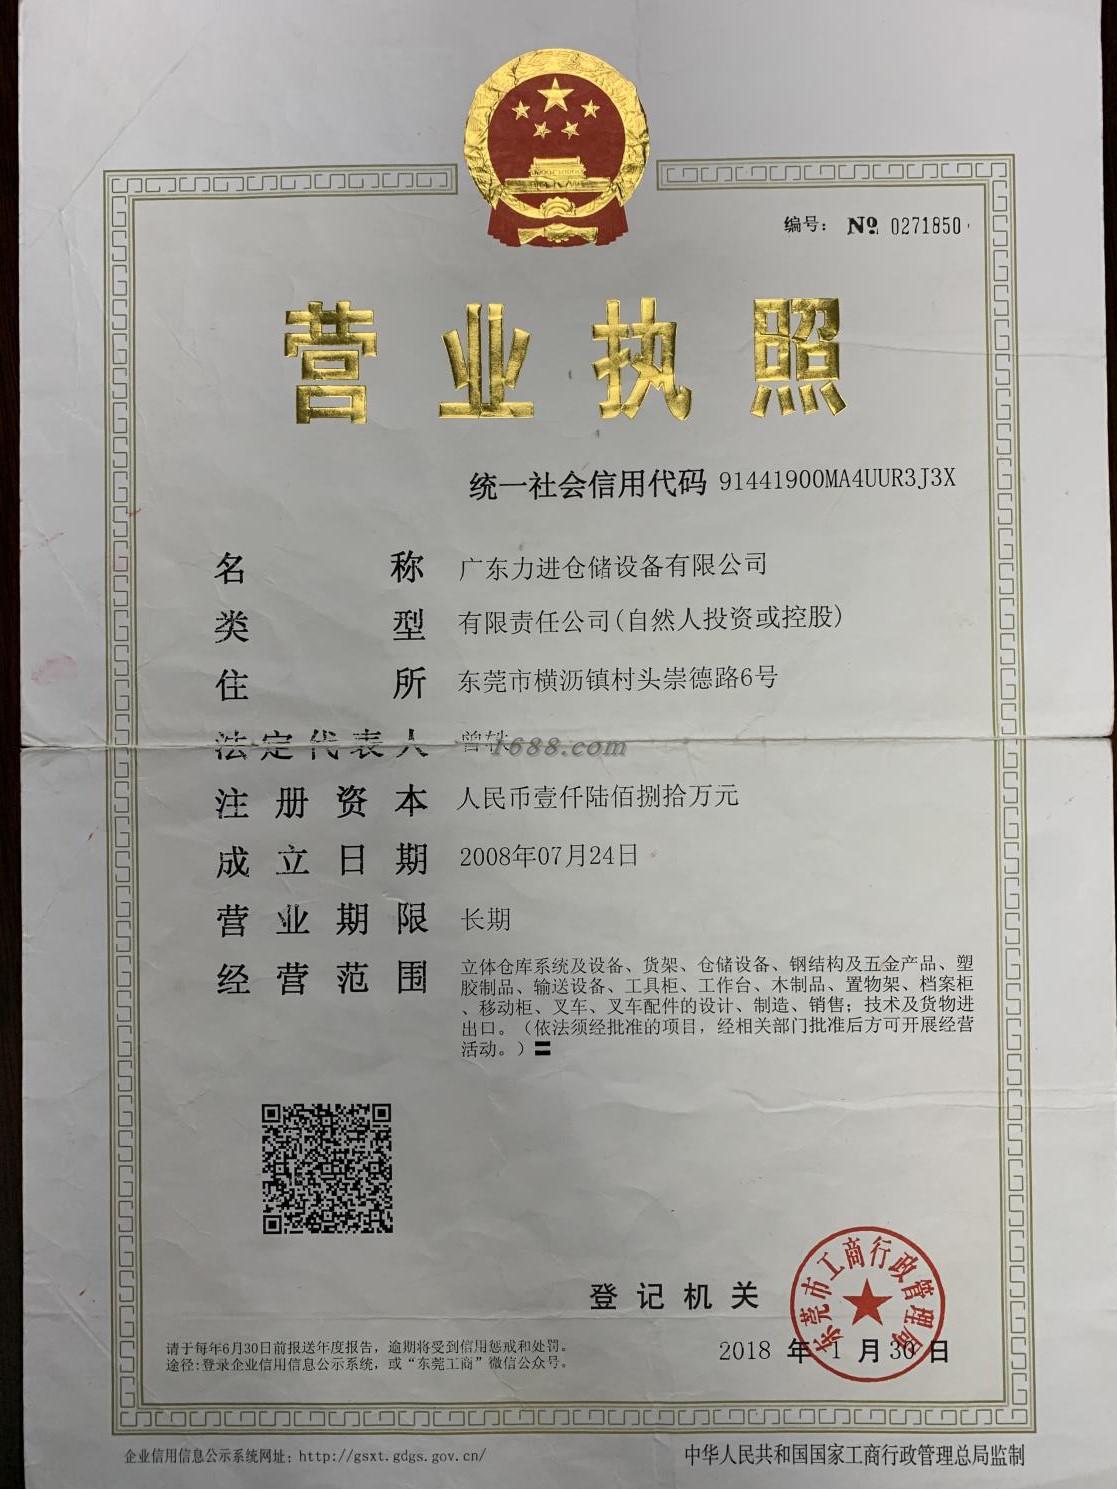 编号: № 0271850
营业执照
统一社会信用代码 91441900MA4UUR3J3X
名称 广东力进仓储设备有限公司
类型 有限责任公司(自然人投资或控股)
住所 东莞市横沥镇村头崇德路6号
法定代表人 曾
1688.com
注册资本 人民币壹仟陆佰捌拾万元
成立日期 2008年07月24日
营业期限 长期
经营范围 立体仓库系统及设备、货架、仓储设备、钢结构及五金产品、塑
胶制品、输送设备、工具柜、工作台、木制品、置物架、档案柜
、移动柜、叉车、叉车配件的设计、制造、销售; 技术及货物进
出口。(依法须经批准的项目, 经相关部门批准后方可开展经营
活动。)〓
登记机关
东莞市工商行政管理局
2018年1月30日
请于每年6月30日前报送年度报告, 逾期将受到信用惩戒和处罚。
途径:登录企业信用信息公示系统, 或“东莞工商”微信公众号。
企业信用信息公示系统网址: http://gsxt.gdgs.gov.cn/
中华人民共和国国家工商行政管理总局监制